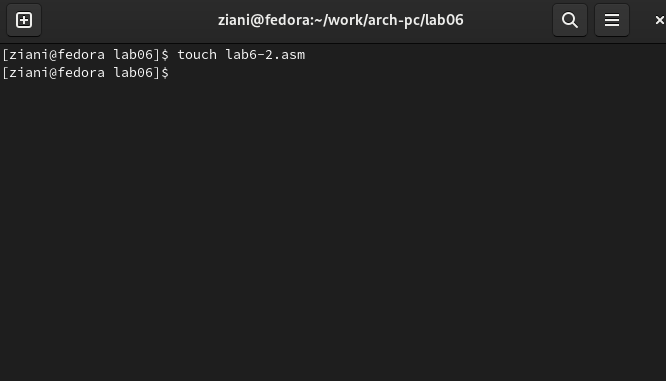 ziani@fedora:~/work/arch-pc/lab06
[ziani@fedora lab06]$ touch lab6-2.asm
[ziani@fedora lab06]$